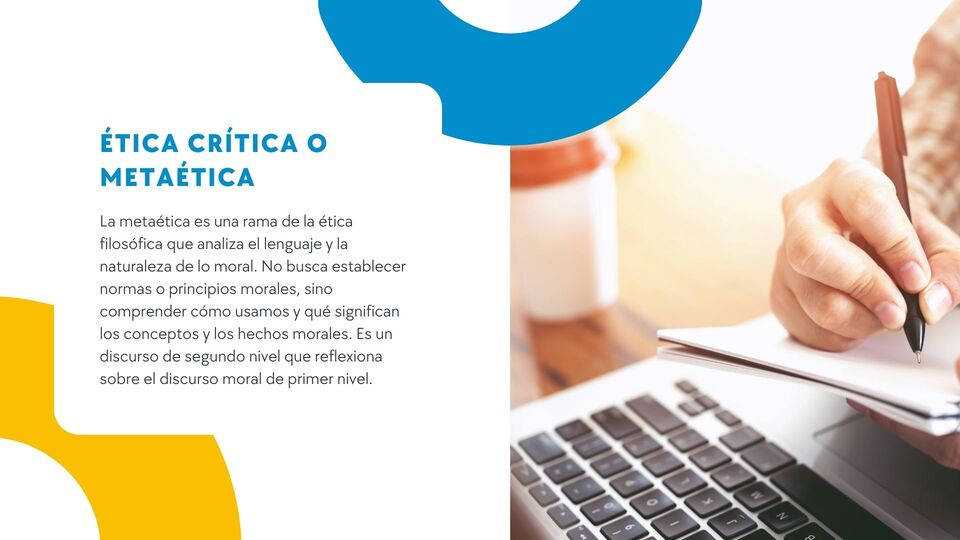 ÉTICA CRÍTICA O
METAÉTICA
La metaética es una rama de la ética
filosófica que analiza el lenguaje y la
naturaleza de lo moral. No busca establecer
normas o principios morales, sino
comprender cómo usamos y qué significan
los conceptos y los hechos morales. Es un
discurso de segundo nivel que reflexiona
sobre el discurso moral de primer nivel.